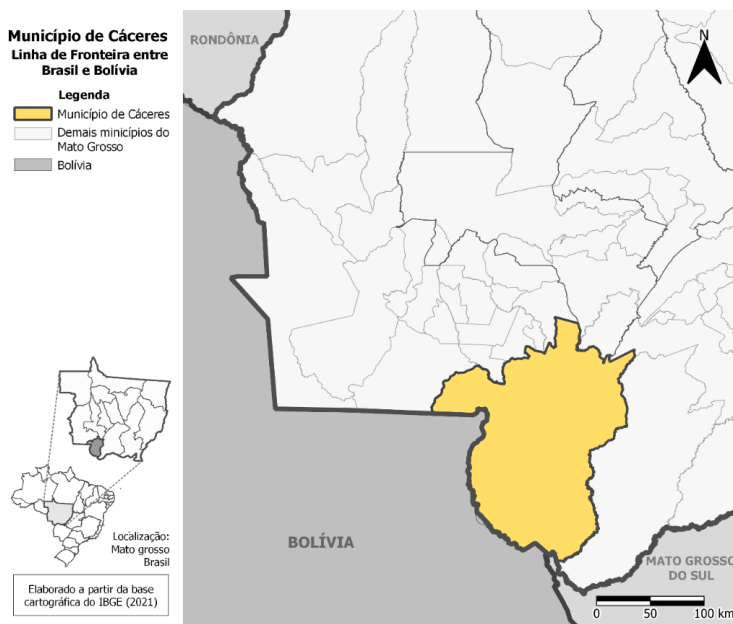 Município de Cáceres
Linha de Fronteira entre
Brasil e Bolívia
Legenda
Município de Cáceres
Demais minicípios do
Mato Grosso
Bolívia
Localização:
Mato grosso
Brasil
Elaborado a partir da base
cartográfica do IBGE (2021)
RONDÔNIA
N
BOLÍVIA
MATO GROSSO
DO SUL
0 50 100 km